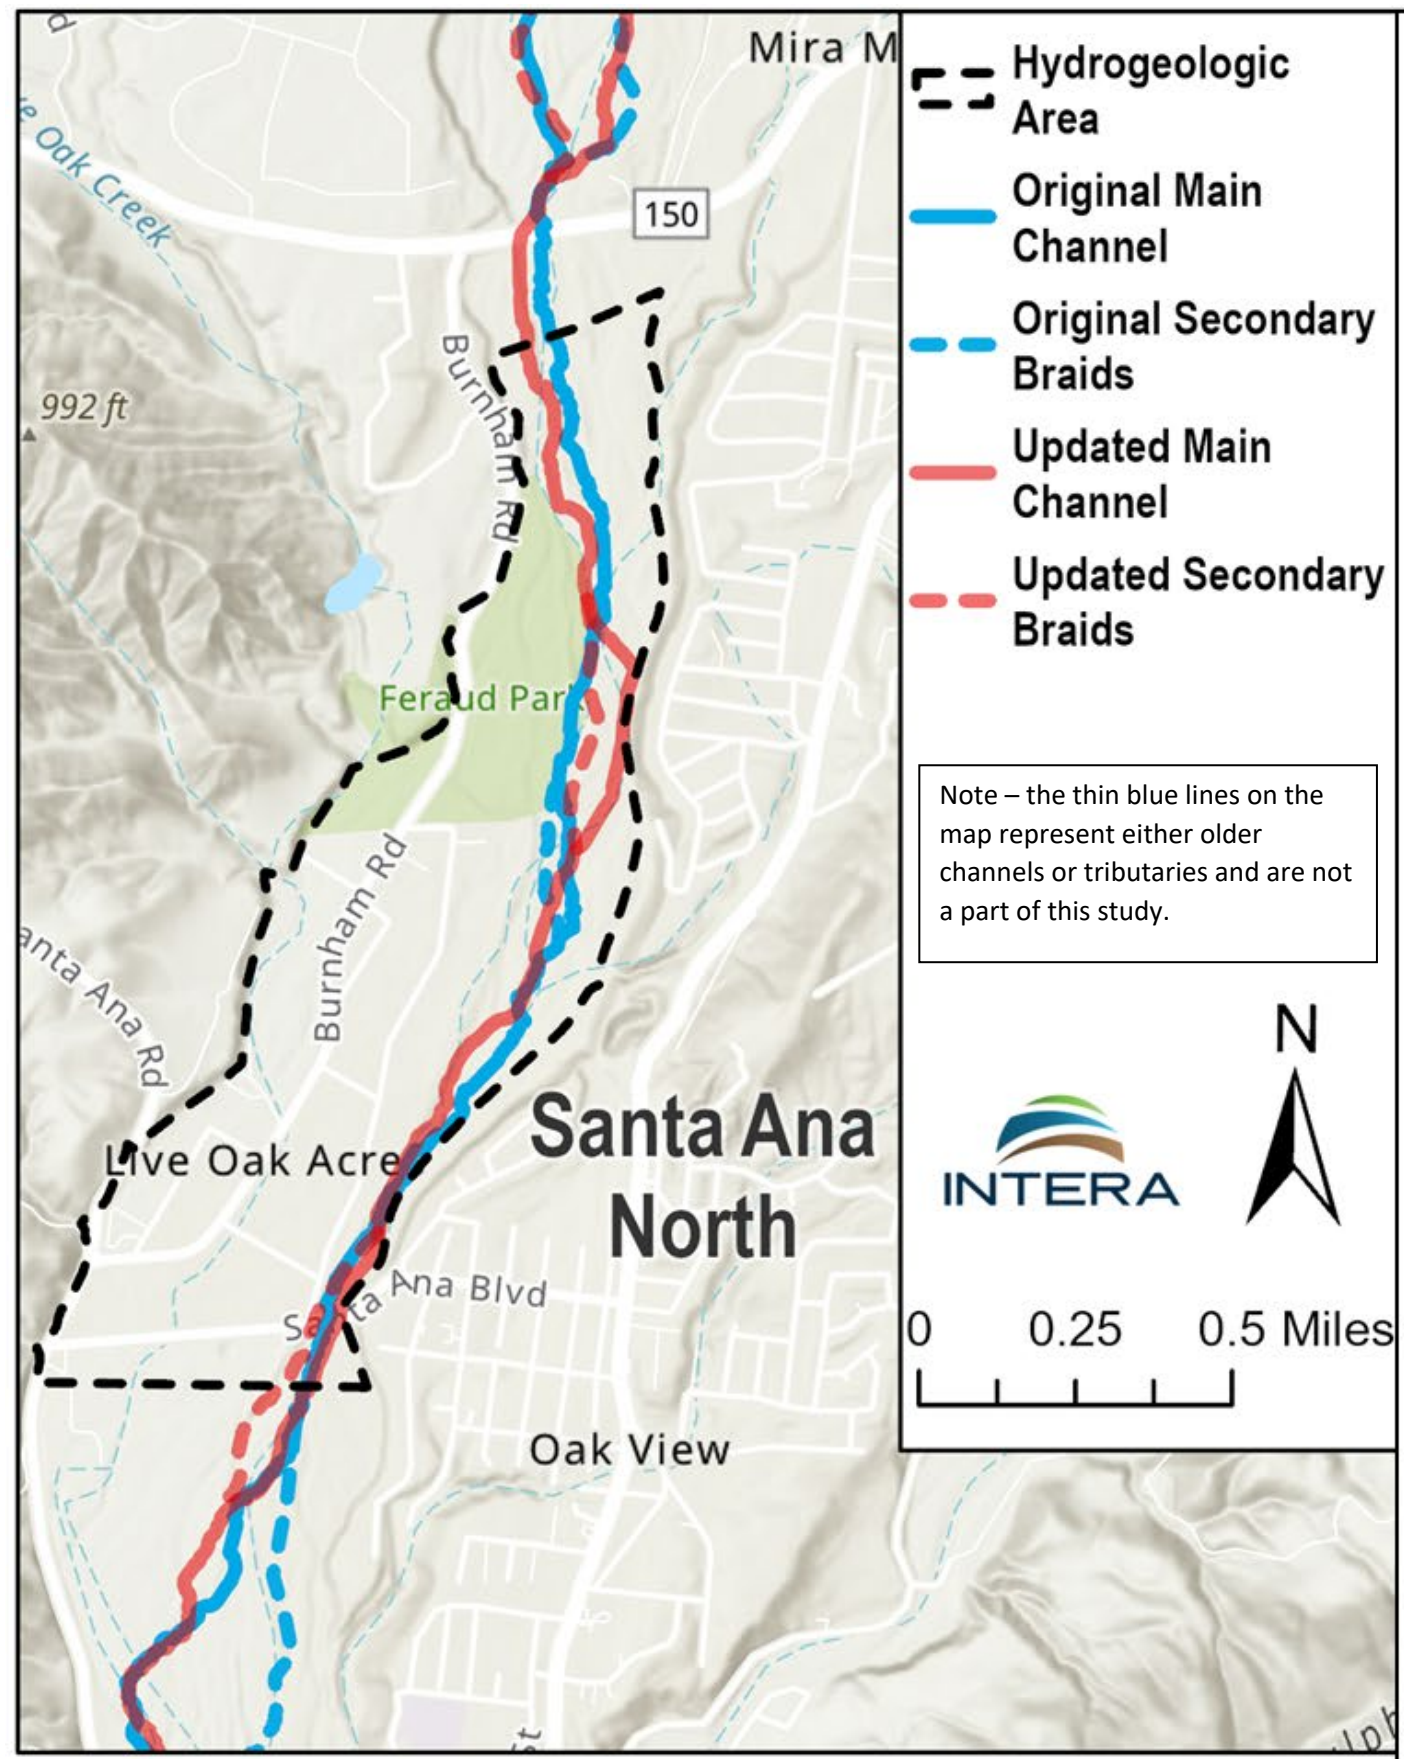 d
Mira M
e Oak Creek
150
Burnham Rd
992 ft
Feraud Park
Burnham Rd
anta Ana Rd
Live Oak Acre
Santa Ana
North
Santa Ana Blvd
Oak View
st
ulph
Hydrogeologic
Area
Original Main
Channel
Original Secondary
Braids
Updated Main
Channel
Updated Secondary
Braids
Note – the thin blue lines on the
map represent either older
channels or tributaries and are not
a part of this study.
N
INTERA
0 0.25 0.5 Miles